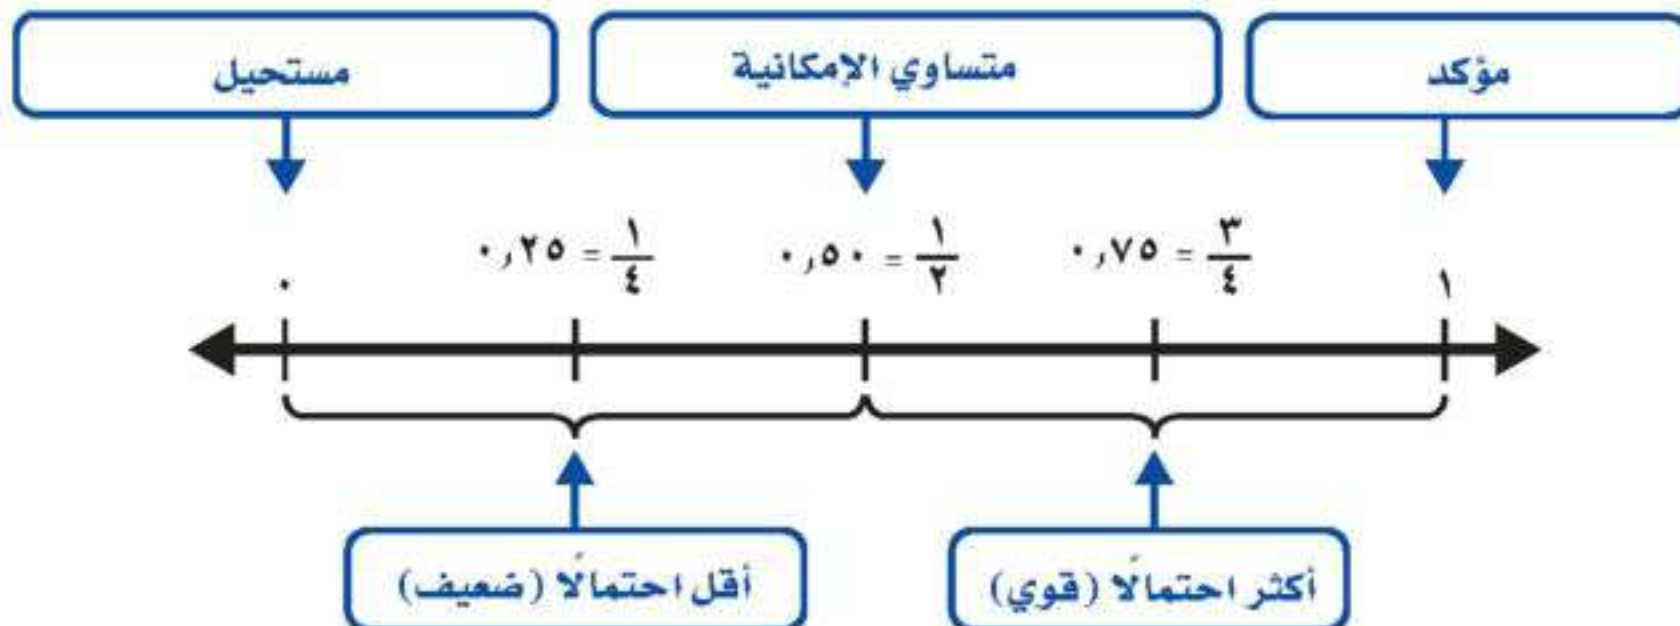 مؤكد
متساوي الإمكانية
مستحيل
٠
٠,٢٥ = ١/٤
٠,٥٠ = ١/٢
٠,٧٥ = ٣/٤
١
أكثر احتمالًا (قوي)
أقل احتمالًا (ضعيف)